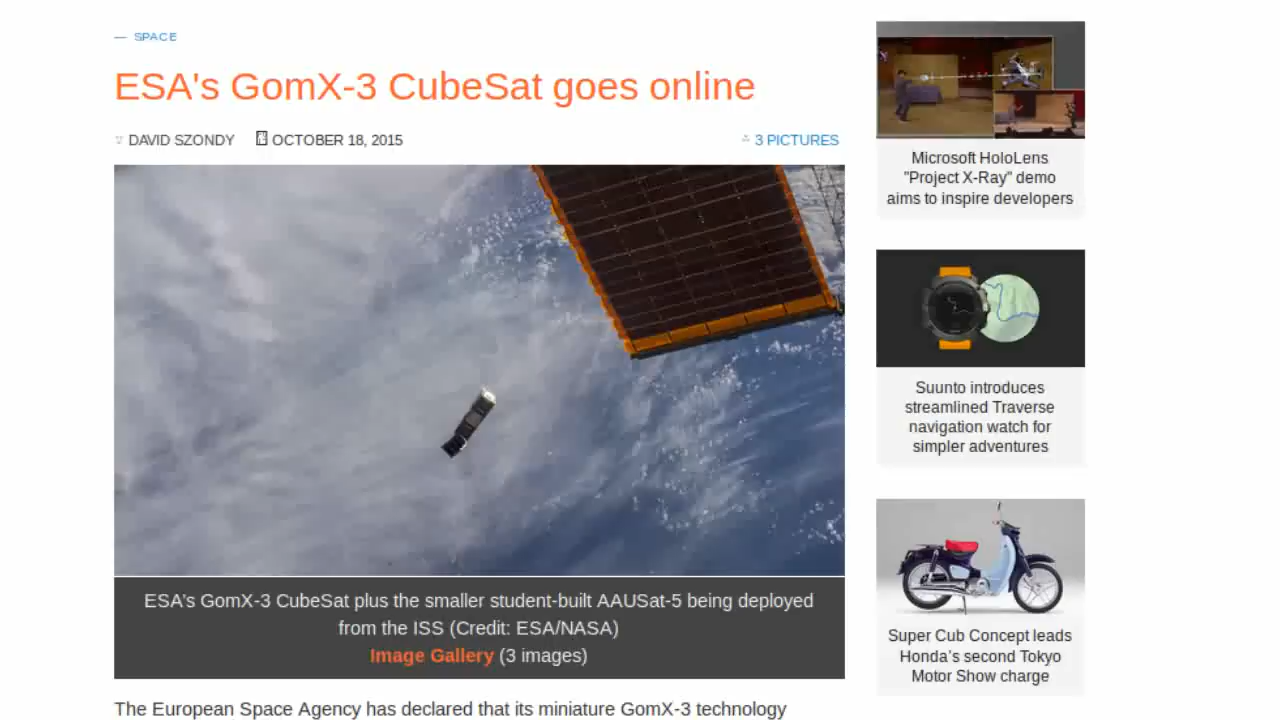 — SPACE
ESA's GomX-3 CubeSat goes online
DAVID SZONDY OCTOBER 18, 2015 3 PICTURES
ESA's GomX-3 CubeSat plus the smaller student-built AAUSat-5 being deployed
from the ISS (Credit: ESA/NASA)
Image Gallery (3 images)
The European Space Agency has declared that its miniature GomX-3 technology
Microsoft HoloLens
"Project X-Ray" demo
aims to inspire developers
Suunto introduces
streamlined Traverse
navigation watch for
simpler adventures
Super Cub Concept leads
Honda's second Tokyo
Motor Show charge